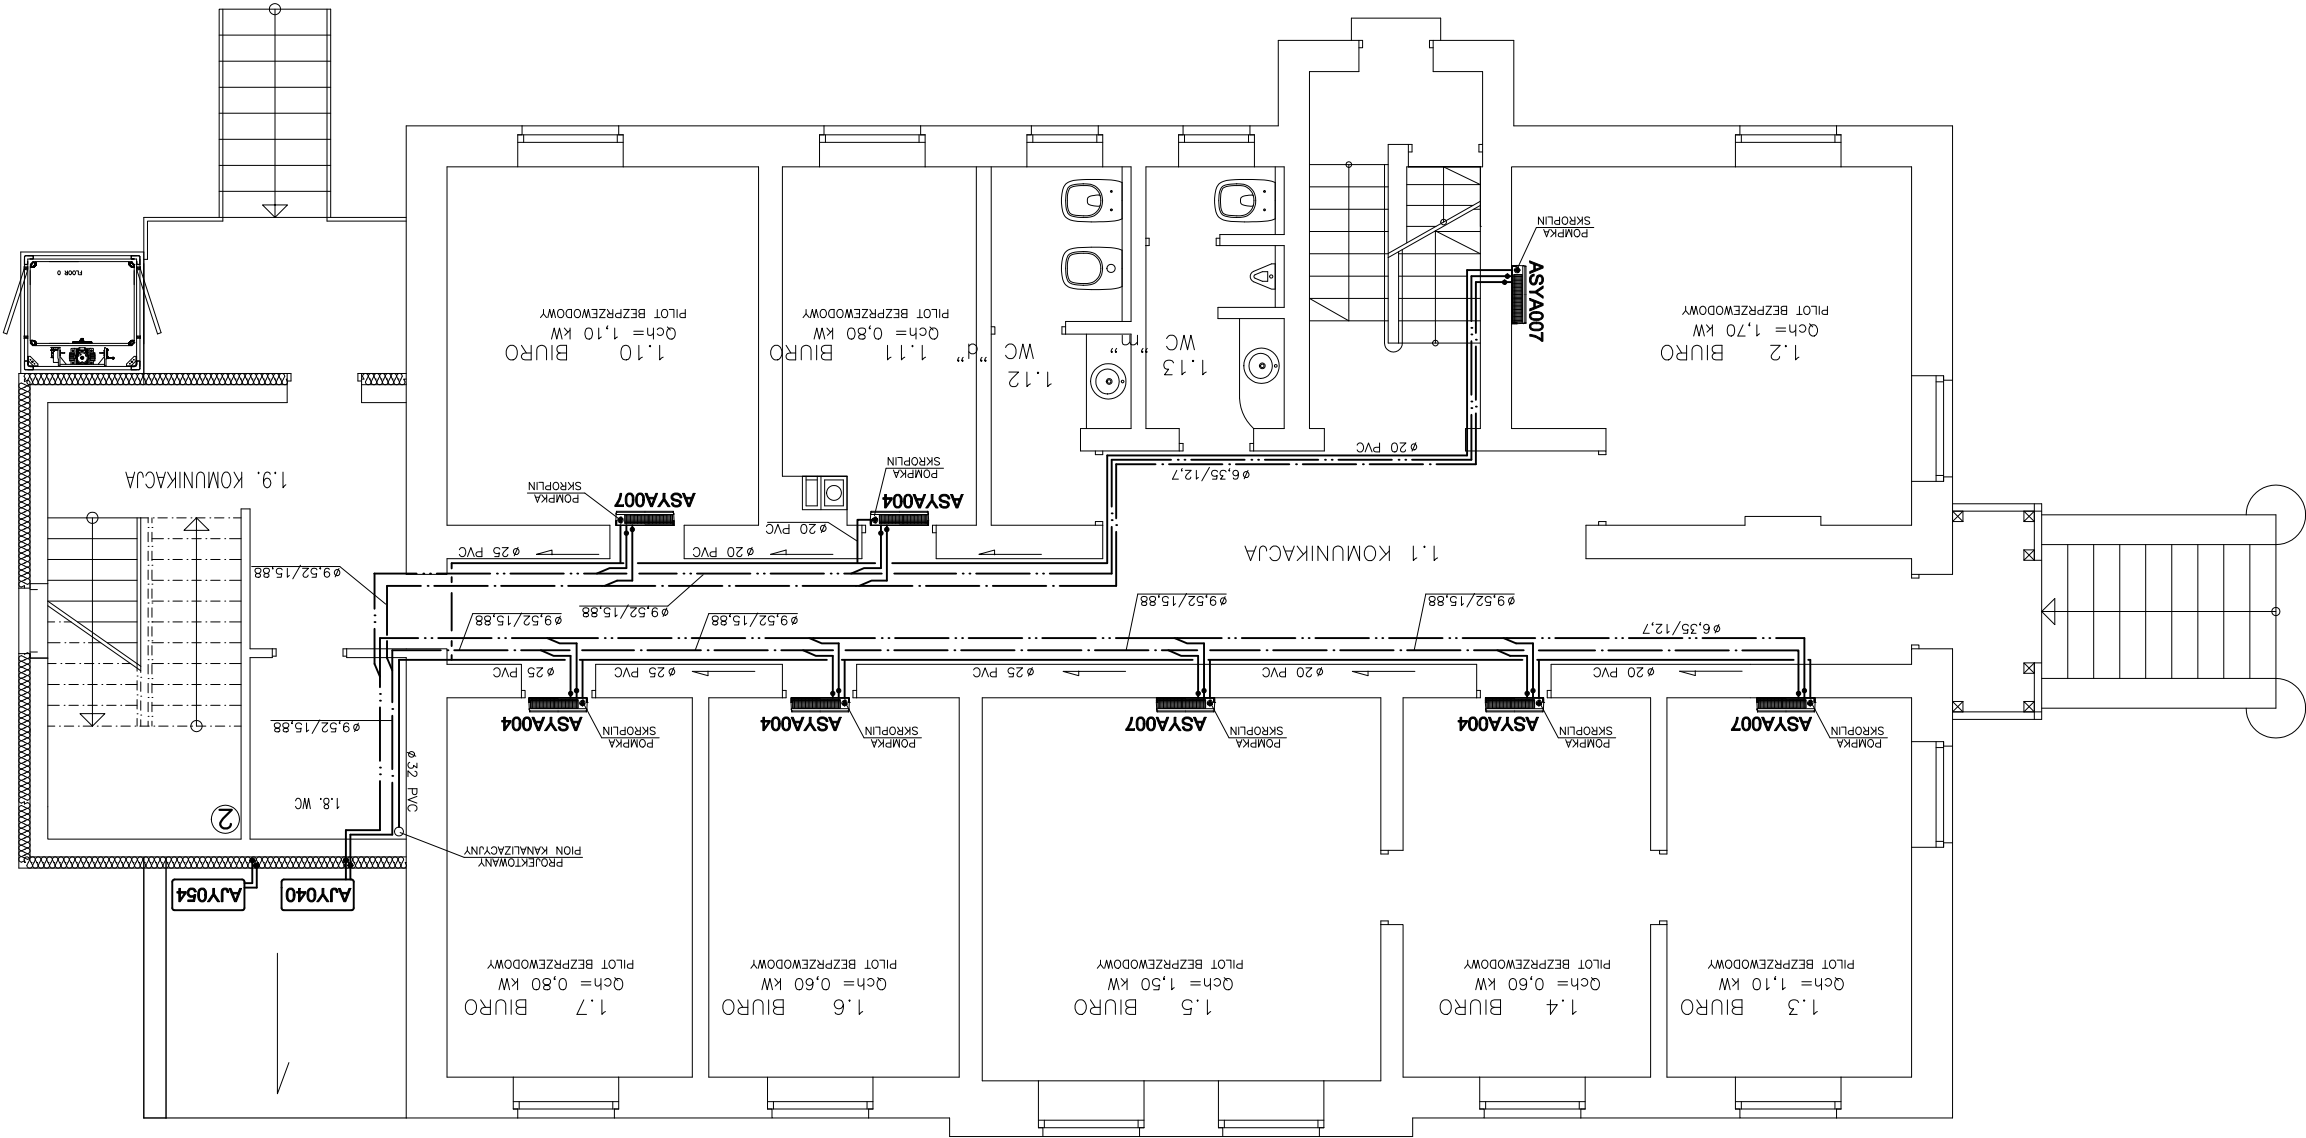 1.3 BIURO
Qch= 1,10 kW
PILOT BEZPRZEWODOWY
1.4 BIURO
Qch= 0,60 kW
PILOT BEZPRZEWODOWY
1.5 BIURO
Qch= 1,50 kW
PILOT BEZPRZEWODOWY
1.6 BIURO
Qch= 0,60 kW
PILOT BEZPRZEWODOWY
1.7 BIURO
Qch= 0,80 kW
PILOT BEZPRZEWODOWY
AJY040
AJY054
PROJEKTOWANY
PION KANALIZACYJNY
2
1.8. WC
ø32 PVC
POMPKA
SKROPLIN
ASYA007
POMPKA
SKROPLIN
ASYA004
POMPKA
SKROPLIN
ASYA007
POMPKA
SKROPLIN
ASYA004
POMPKA
SKROPLIN
ASYA004
ø9,52/15,88
ø20 PVC
ø20 PVC
ø25 PVC
ø25 PVC
ø25 PVC
ø6,35/12,7
ø9,52/15,88
ø9,52/15,88
ø9,52/15,88
ø9,52/15,88
ø9,52/15,88
ø9,52/15,88
1.1 KOMUNIKACJA
ø20 PVC
ø20 PVC
ø25 PVC
ASYA004
POMPKA
SKROPLIN
ASYA007
POMPKA
SKROPLIN
1.9. KOMUNIKACJA
ø6,35/12,7
ø20 PVC
1.2 BIURO
Qch= 1,70 kW
PILOT BEZPRZEWODOWY
ASYA007
POMPKA
SKROPLIN
1.13
WC „m”
1.12
WC „d”
1.11 BIURO
Qch= 0,80 kW
PILOT BEZPRZEWODOWY
1.10 BIURO
Qch= 1,10 kW
PILOT BEZPRZEWODOWY
FLOOR 0